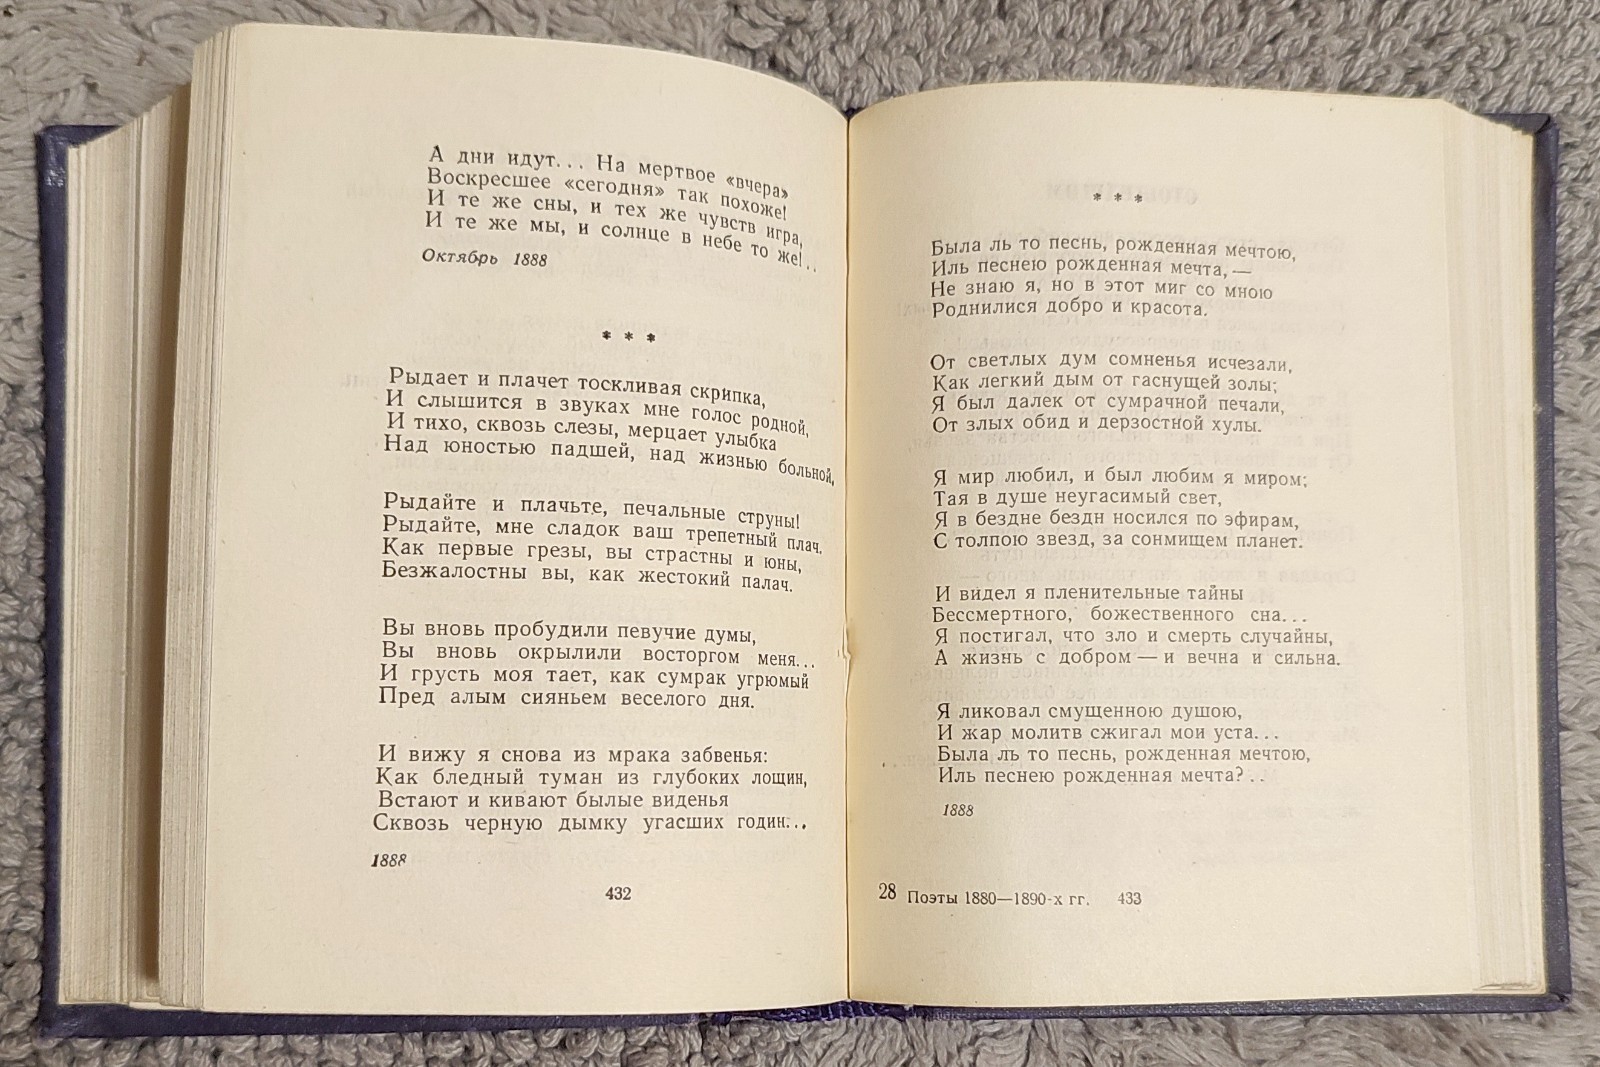 А дни идут... На мертвое «вчера»
Воскресшее «сегодня» так похоже!
И те же сны, и тех же чувств игра,
И те же мы, и солнце в небе то же!..
Октябрь 1888
* * *
Рыдает и плачет тоскливая скрипка,
И слышится в звуках мне голос родной,
И тихо, сквозь слезы, мерцает улыбка
Над юностью падшей, над жизнью больной,
Рыдайте и плачьте, печальные струны!
Рыдайте, мне сладок ваш трепетный плач.
Как первые грезы, вы страстны и юны,
Безжалостны вы, как жестокий палач.
Вы вновь пробудили певучие думы,
Вы вновь окрылили восторгом меня...
И грусть моя тает, как сумрак угрюмый
Пред алым сияньем веселого дня.
И вижу я снова из мрака забвенья:
Как бледный туман из глубоких лощин,
Встают и кивают былые виденья
Сквозь черную дымку угасших годин...
1888
432
* * *
Была ль то песнь, рожденная мечтою,
Иль песнею рожденная мечта,—
Не знаю я, но в этот миг со мною
Роднилися добро и красота.
От светлых дум сомненья исчезали,
Как легкий дым от гаснущей золы;
Я был далек от сумрачной печали,
От злых обид и дерзостной хулы.
Я мир любил, и был любим я миром;
Тая в душе неугасимый свет,
Я в бездне бездн носился по эфирам,
С толпою звезд, за сонмищем планет.
И видел я пленительные тайны
Бессмертного, божественного сна...
Я постигал, что зло и смерть случайны,
А жизнь с добром — и вечна и сильна.
Я ликовал смущенною душою,
И жар молитв сжигал мои уста...
Была ль то песнь, рожденная мечтою,
Иль песнею рожденная мечта?..
1888
28 Поэты 1880—1890-х гг. 433